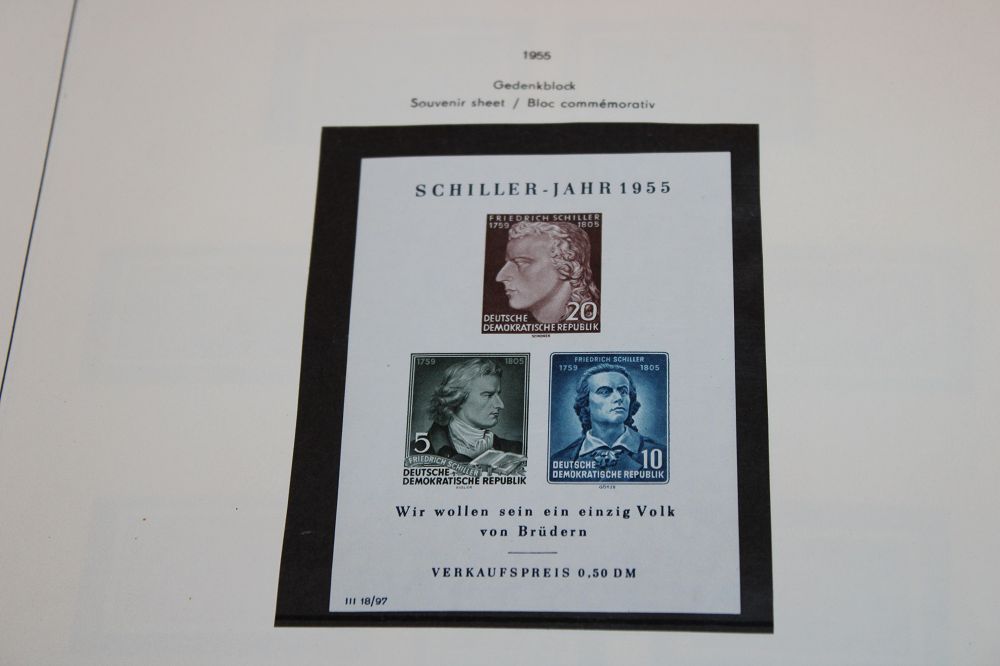 1955
Gedenkblock
Souvenir sheet / Bloc commémorativ
SCHILLER-JAHR 1955
FRIEDRICH SCHILLER
1759 1805
20
DEUTSCHE
DEMOKRATISCHE REPUBLIK
1759 1805
5
FRIEDRICH SCHILLER
DEUTSCHE
DEMOKRATISCHE REPUBLIK
FRIEDRICH SCHILLER
1759 1805
DEUTSCHE 10
DEMOKRATISCHE REPUBLIK
Wir wollen sein ein einzig Volk
von Brüdern
VERKAUFSPREIS 0,50 DM
III 18/97